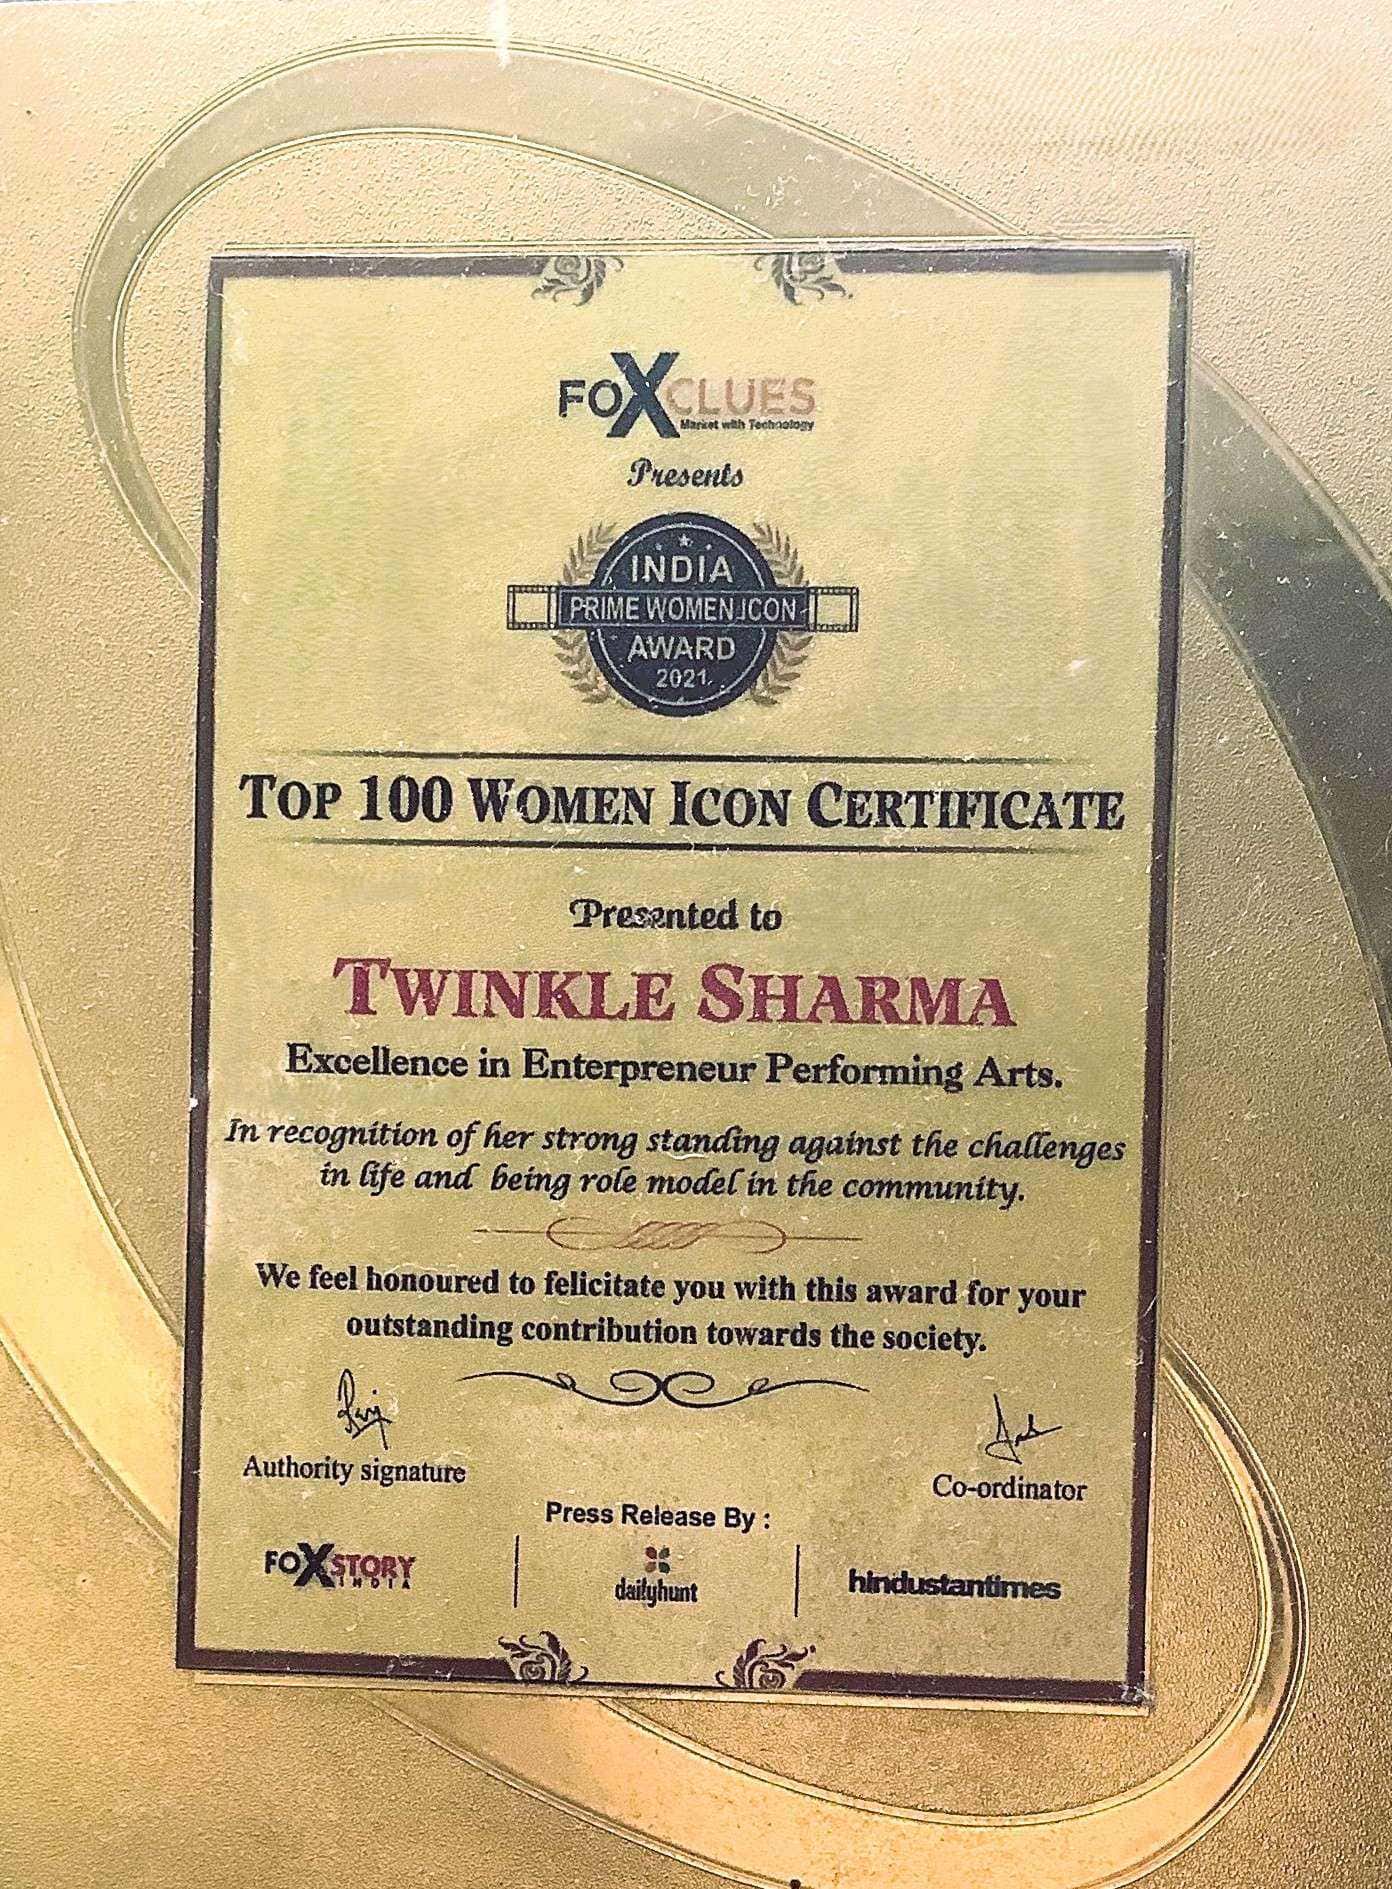 FOXCLUES
Market with Technology
Presents
INDIA
PRIME WOMEN ICON
AWARD
2021
TOP 100 WOMEN ICON CERTIFICATE
Presented to
TWINKLE SHARMA
Excellence in Enterpreneur Performing Arts.
In recognition of her strong standing against the challenges
in life and being role model in the community.
We feel honoured to felicitate you with this award for your
outstanding contribution towards the society.
Authority signature
Co-ordinator
Press Release By :
FOXSTORY
INDIA
dailyhunt
hindustantimes